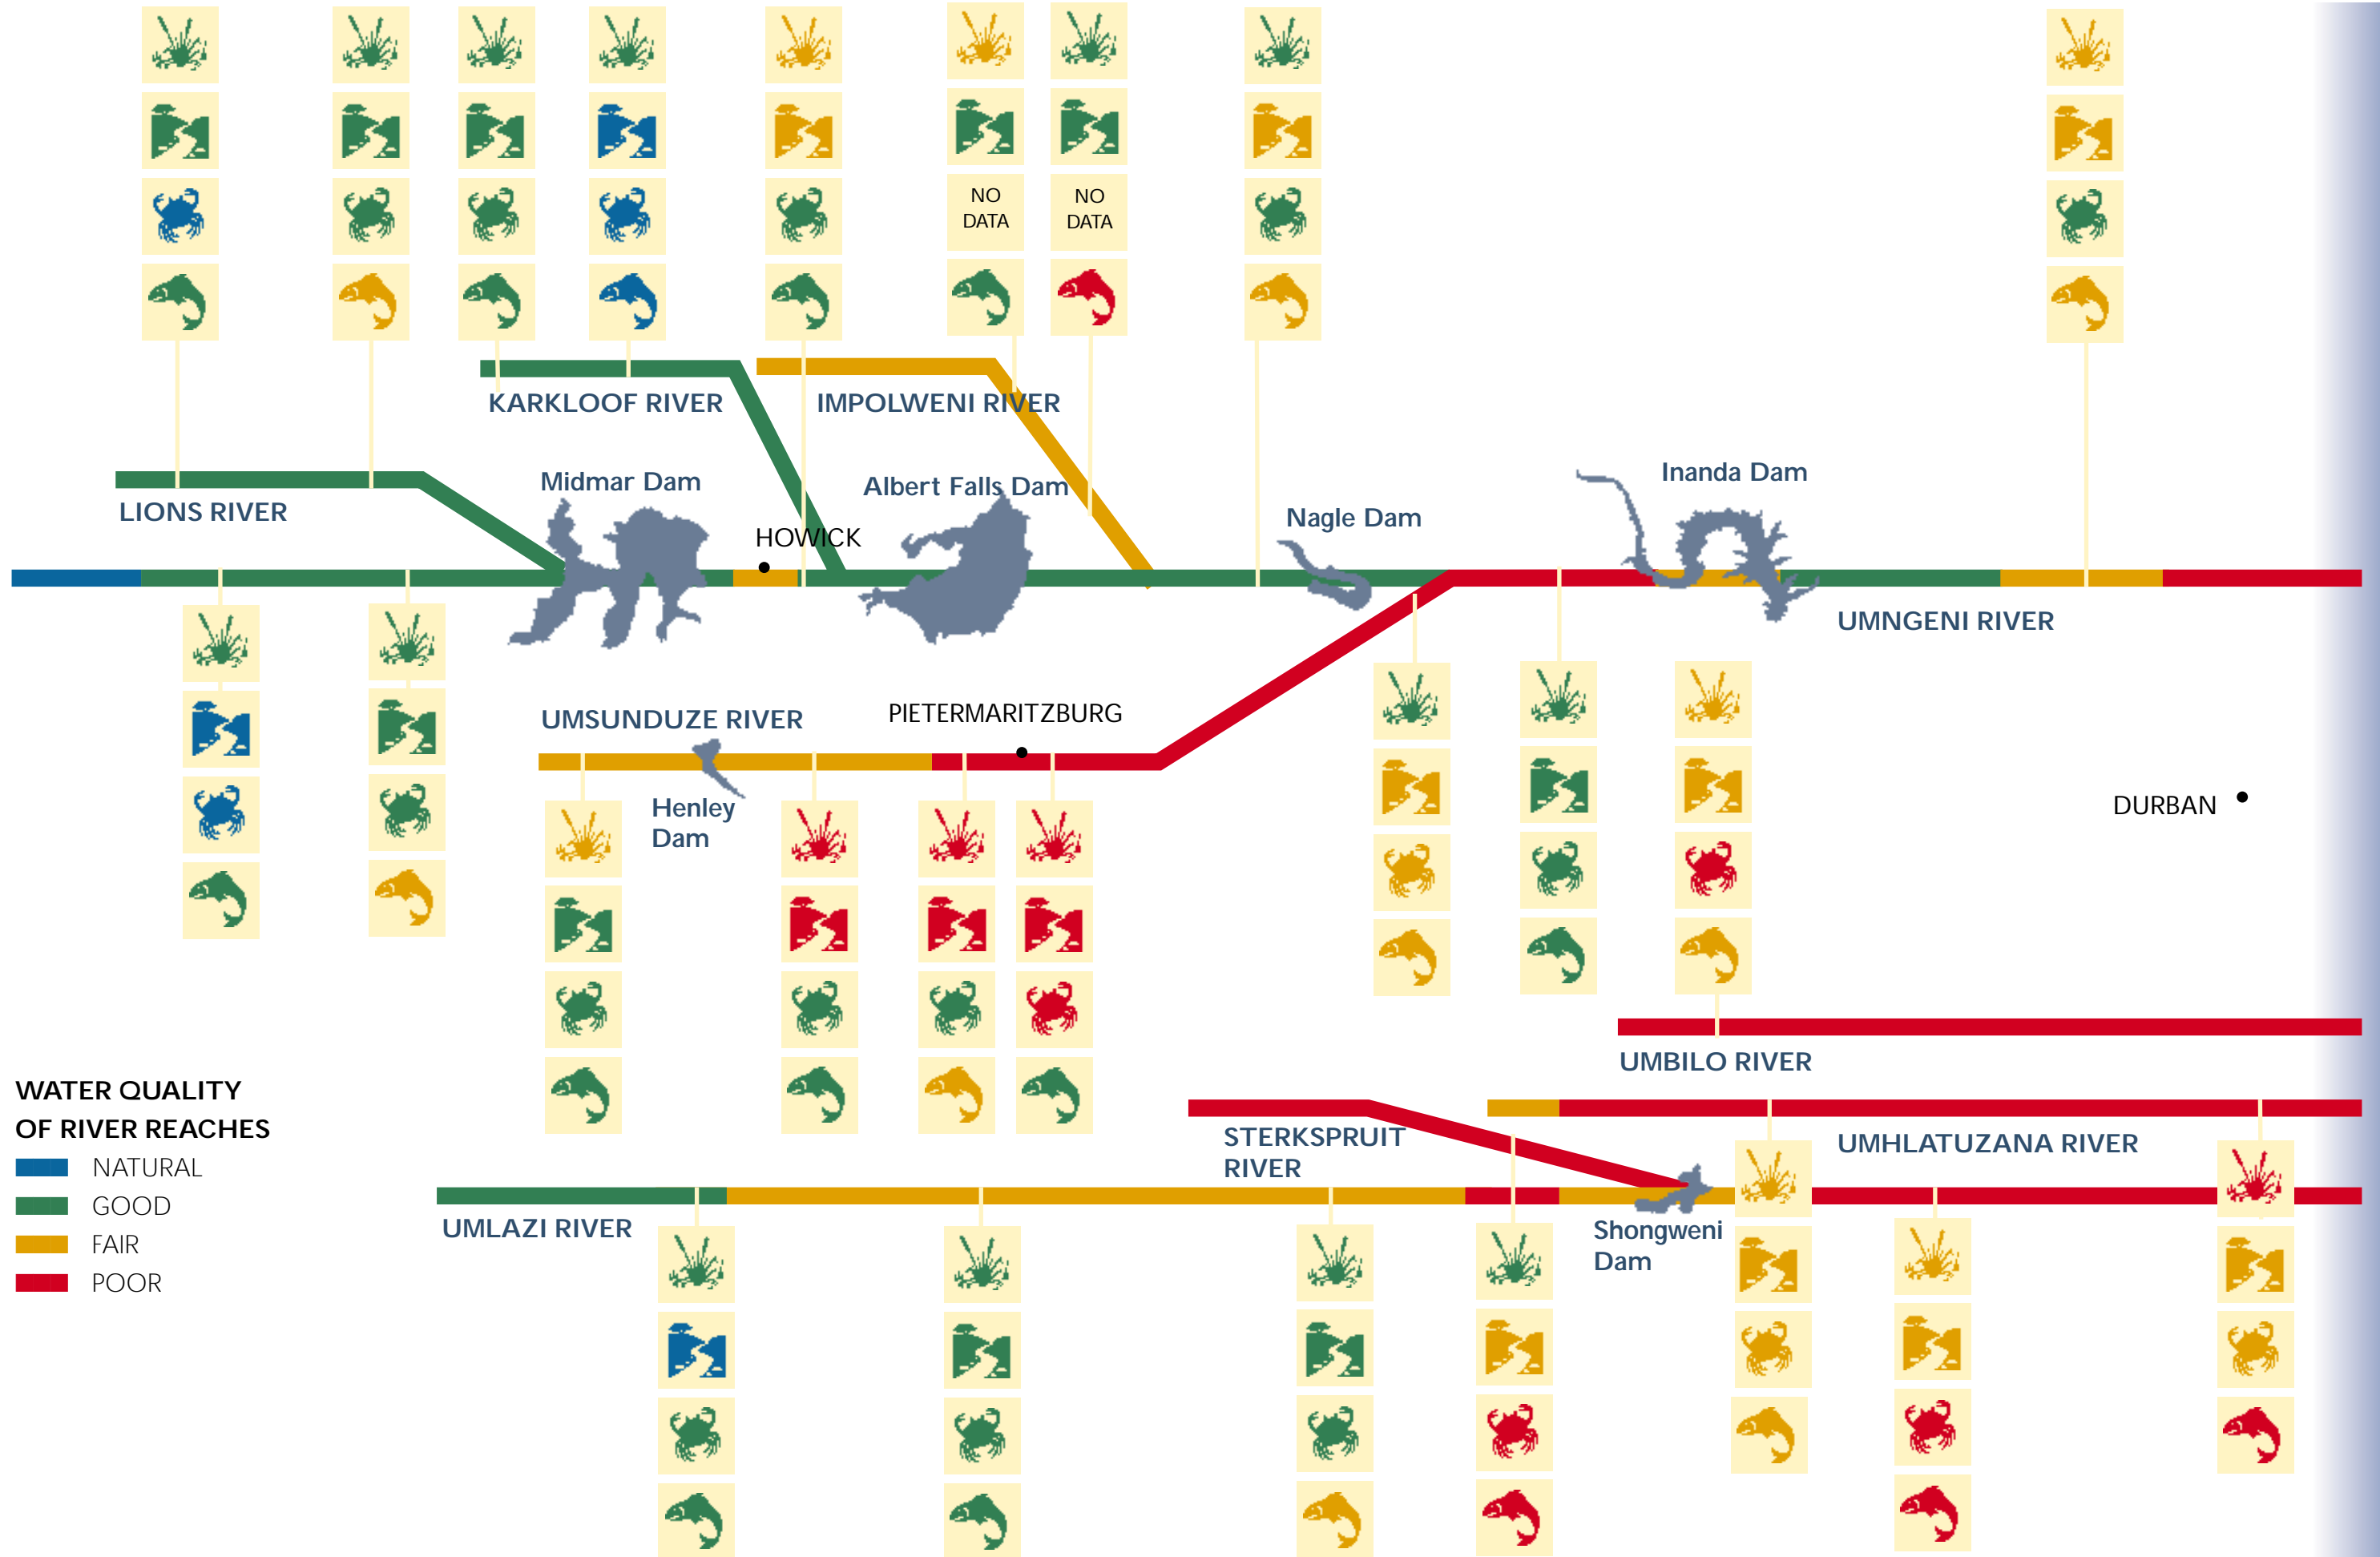 NO
DATA
NO
DATA
KARKLOOF RIVER
IMPOLWENI RIVER
Midmar Dam
Albert Falls Dam
Inanda Dam
LIONS RIVER
Nagle Dam
HOWICK
UMNGENI RIVER
UMSUNDUZE RIVER
PIETERMARITZBURG
Henley
Dam
DURBAN
UMBILO RIVER
WATER QUALITY
OF RIVER REACHES
NATURAL
GOOD
FAIR
POOR
STERKSPRUIT
RIVER
UMHLATUZANA RIVER
UMLAZI RIVER
Shongweni
Dam